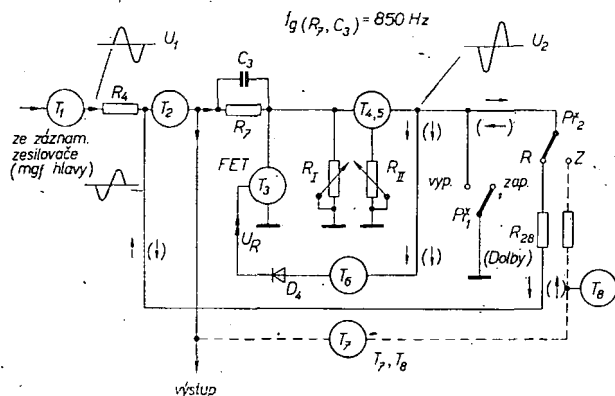 f_g (R_7, C_3) = 850 Hz
U_1
U_2
C_3
T_1
R_4
T_2
R_7
T_4,5
Př_2
ze záznam.
zesilovače
(mgf hlavy)
FET
T_3
R_I
R_II
vyp.
zap.
R
Z
Př_1^x
U_R
(Dolby)
R_28
D_4
T_6
T_8
T_7
T_7, T_8
výstup